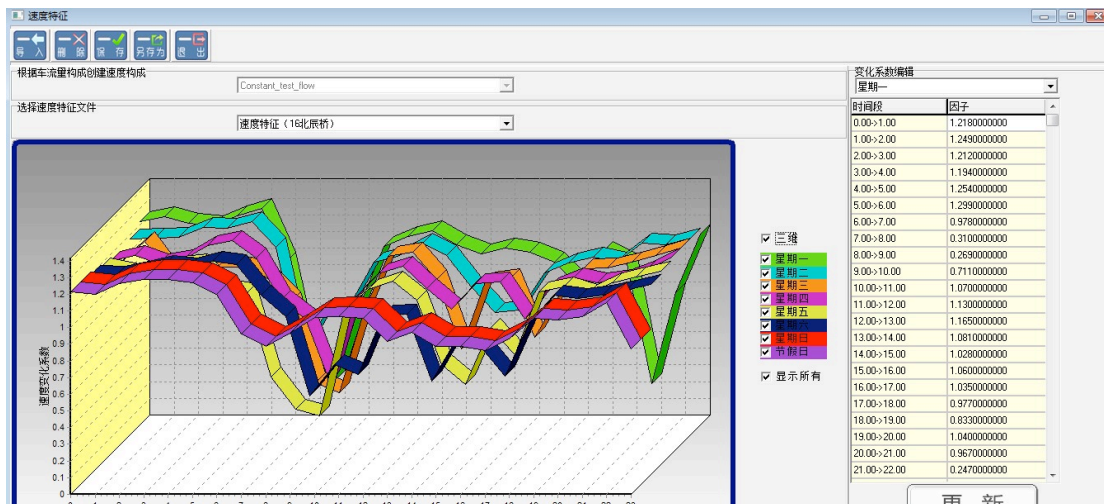 速度特征
导 入 删 除 保 存 另存为 退 出
根据车流量构成创建速度构成
Constant_test_flow
选择速度特征文件
速度特征(16北辰桥)
变化系数编辑
星期一
时间段 因子
0.00->1.00 1.2180000000
1.00->2.00 1.2490000000
2.00->3.00 1.2120000000
3.00->4.00 1.1940000000
4.00->5.00 1.2540000000
5.00->6.00 1.2990000000
6.00->7.00 0.9780000000
7.00->8.00 0.3100000000
8.00->9.00 0.2690000000
9.00->10.00 0.7110000000
10.00->11.00 1.0700000000
11.00->12.00 1.1300000000
12.00->13.00 1.1650000000
13.00->14.00 1.0810000000
14.00->15.00 1.0280000000
15.00->16.00 1.0600000000
16.00->17.00 1.0350000000
17.00->18.00 0.9770000000
18.00->19.00 0.8330000000
19.00->20.00 1.0400000000
20.00->21.00 0.9670000000
21.00->22.00 0.2470000000
更 新
三维
星期一
星期二
星期三
星期四
星期五
星期六
星期日
节假日
显示所有
速度变化系数
1.4
1.3
1.2
1.1
1
0.9
0.8
0.7
0.6
0.5
0.4
0.3
0.2
0.1
0